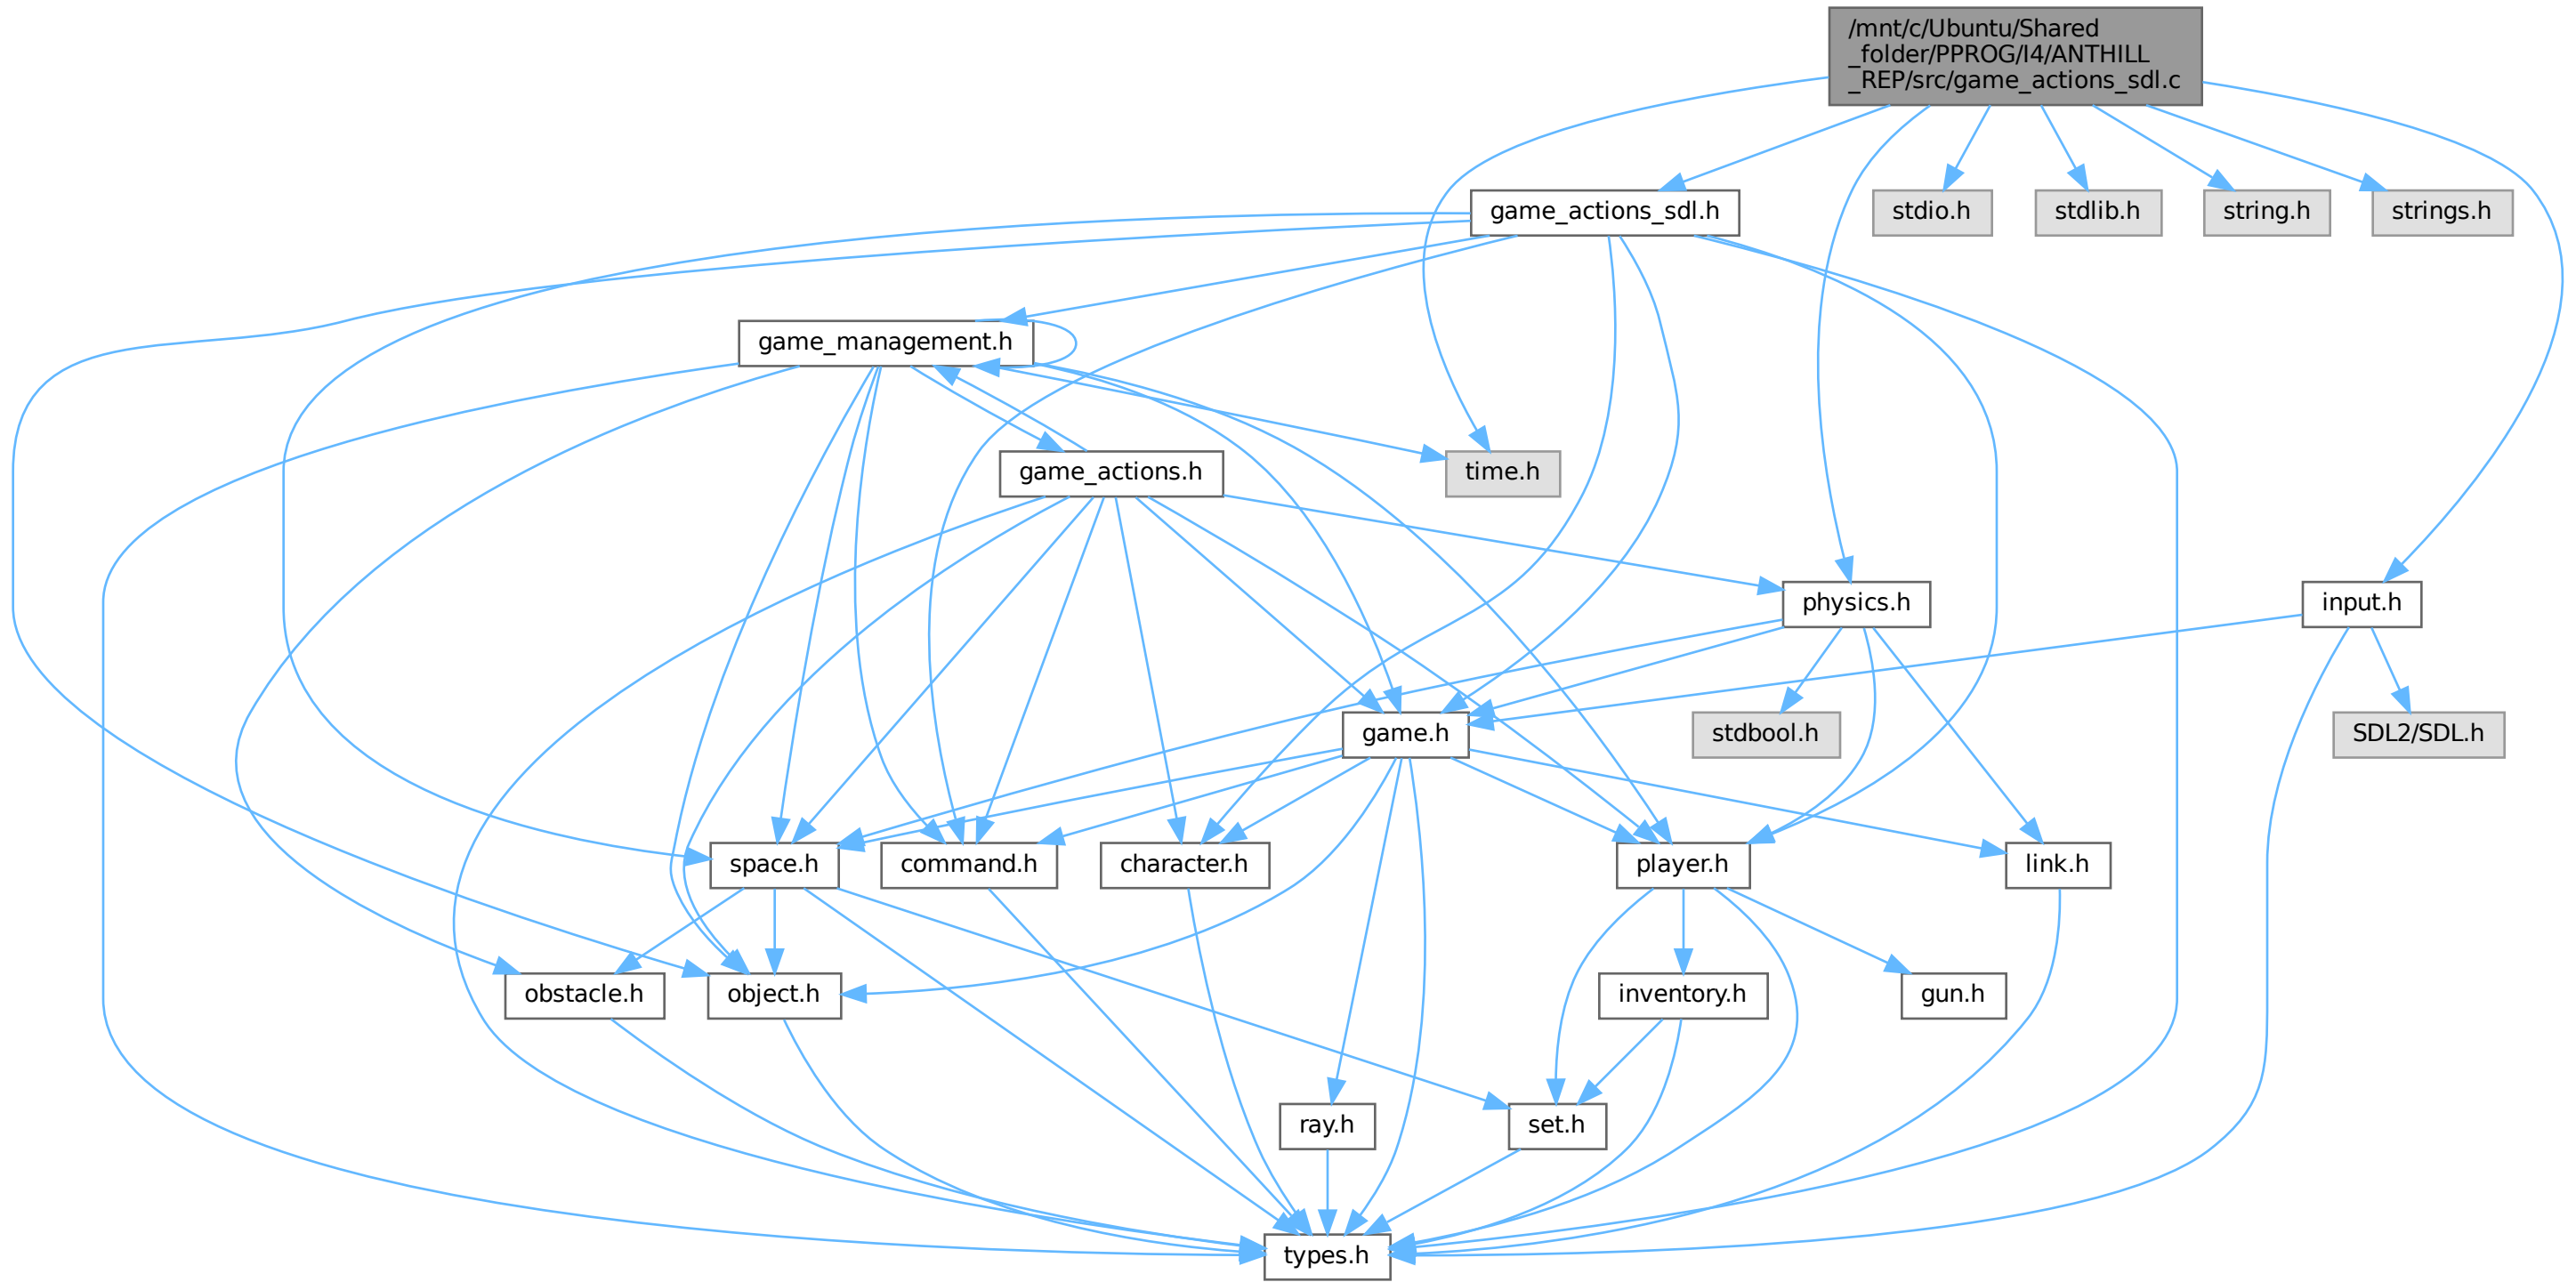 /mnt/c/Ubuntu/Shared
_folder/PPROG/I4/ANTHILL
_REP/src/game_actions_sdl.c
game_actions_sdl.h
stdio.h
stdlib.h
string.h
strings.h
game_management.h
game_actions.h
time.h
physics.h
input.h
game.h
stdbool.h
SDL2/SDL.h
space.h
command.h
character.h
player.h
link.h
obstacle.h
object.h
inventory.h
gun.h
ray.h
set.h
types.h